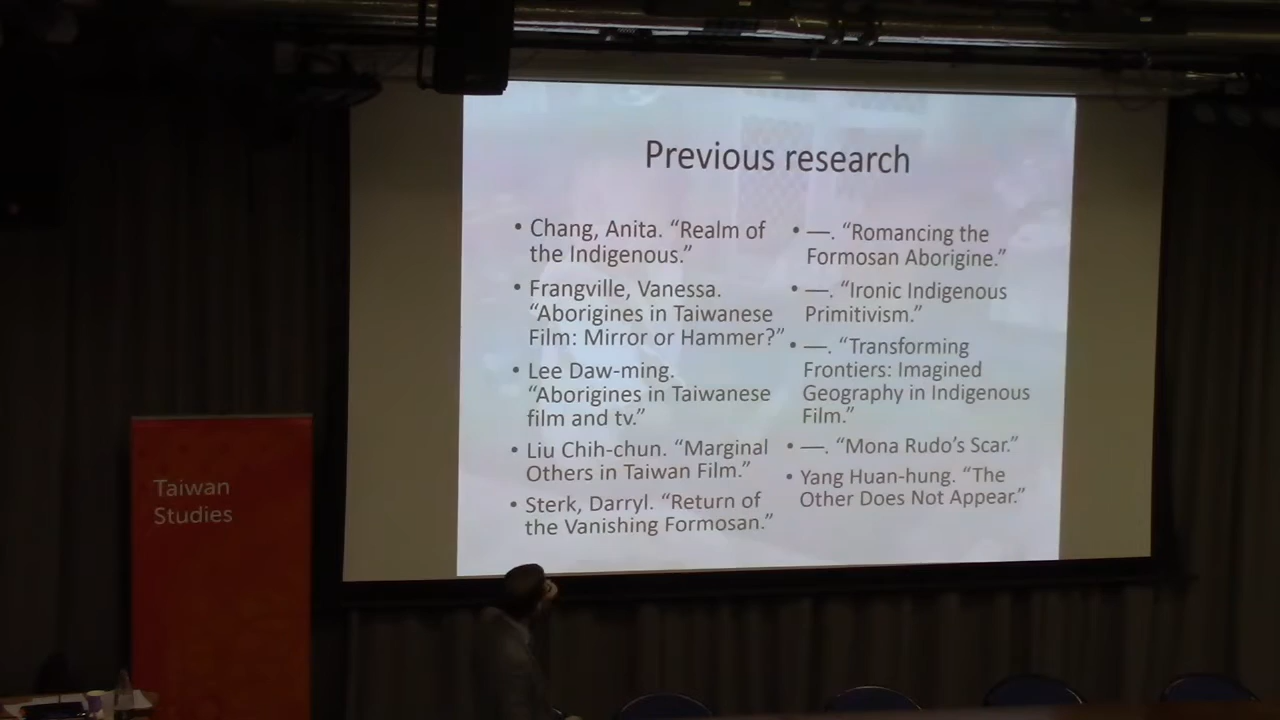 Previous research
• Chang, Anita. “Realm of
the Indigenous.”
• Frangville, Vanessa.
“Aborigines in Taiwanese
Film: Mirror or Hammer?”
• Lee Daw-ming.
“Aborigines in Taiwanese
film and tv.”
• Liu Chih-chun. “Marginal
Others in Taiwan Film.”
• Sterk, Darryl. “Return of
the Vanishing Formosan.”
• —. “Romancing the
Formosan Aborigine.”
• —. “Ironic Indigenous
Primitivism.”
• —. “Transforming
Frontiers: Imagined
Geography in Indigenous
Film.”
• —. “Mona Rudo’s Scar.”
• Yang Huan-hung. “The
Other Does Not Appear.”
Taiwan
Studies